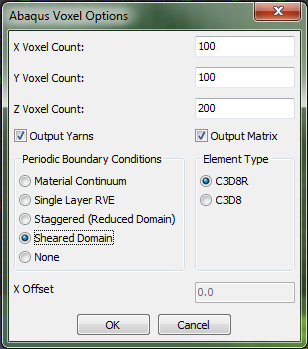 Abaqus Voxel Options
X Voxel Count: 100
Y Voxel Count: 100
Z Voxel Count: 200
Output Yarns Output Matrix
Periodic Boundary Conditions Element Type
Material Continuum C3D8R
Single Layer RVE C3D8
Staggered (Reduced Domain)
Sheared Domain
None
X Offset 0.0
OK Cancel